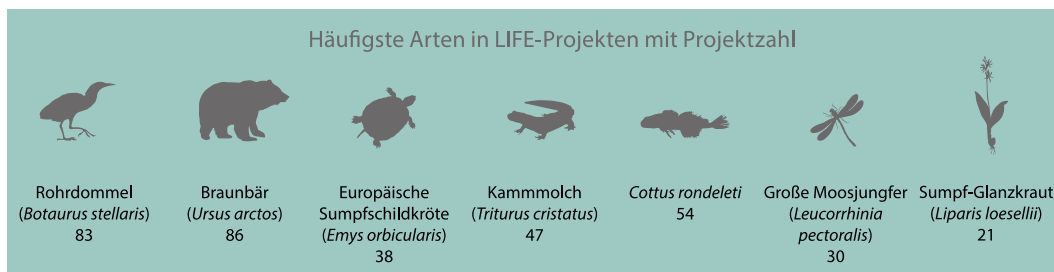 Häufigste Arten in LIFE-Projekten mit Projektzahl
Rohrdommel
(Botaurus stellaris)
83
Braunbär
(Ursus arctos)
86
Europäische
Sumpfschildkröte
(Emys orbicularis)
38
Kammmolch
(Triturus cristatus)
47
Cottus rondeleti
54
Große Moosjungfer
(Leucorrhinia
pectoralis)
30
Sumpf-Glanzkraut
(Liparis loesellii)
21